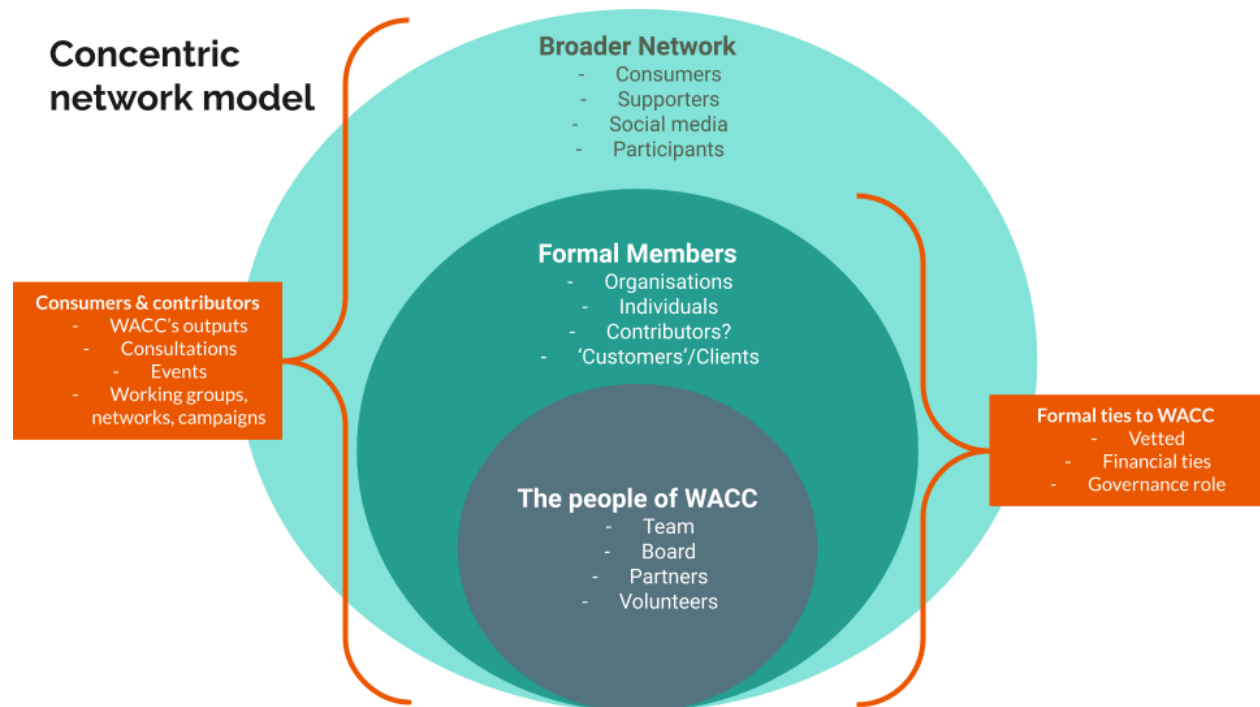 Concentric
network model
Broader Network
- Consumers
- Supporters
- Social media
- Participants
Formal Members
- Organisations
- Individuals
- Contributors?
- ‘Customers’/Clients
The people of WACC
- Team
- Board
- Partners
- Volunteers
Consumers & contributors
- WACC’s outputs
- Consultations
- Events
- Working groups,
networks, campaigns
Formal ties to WACC
- Vetted
- Financial ties
- Governance role